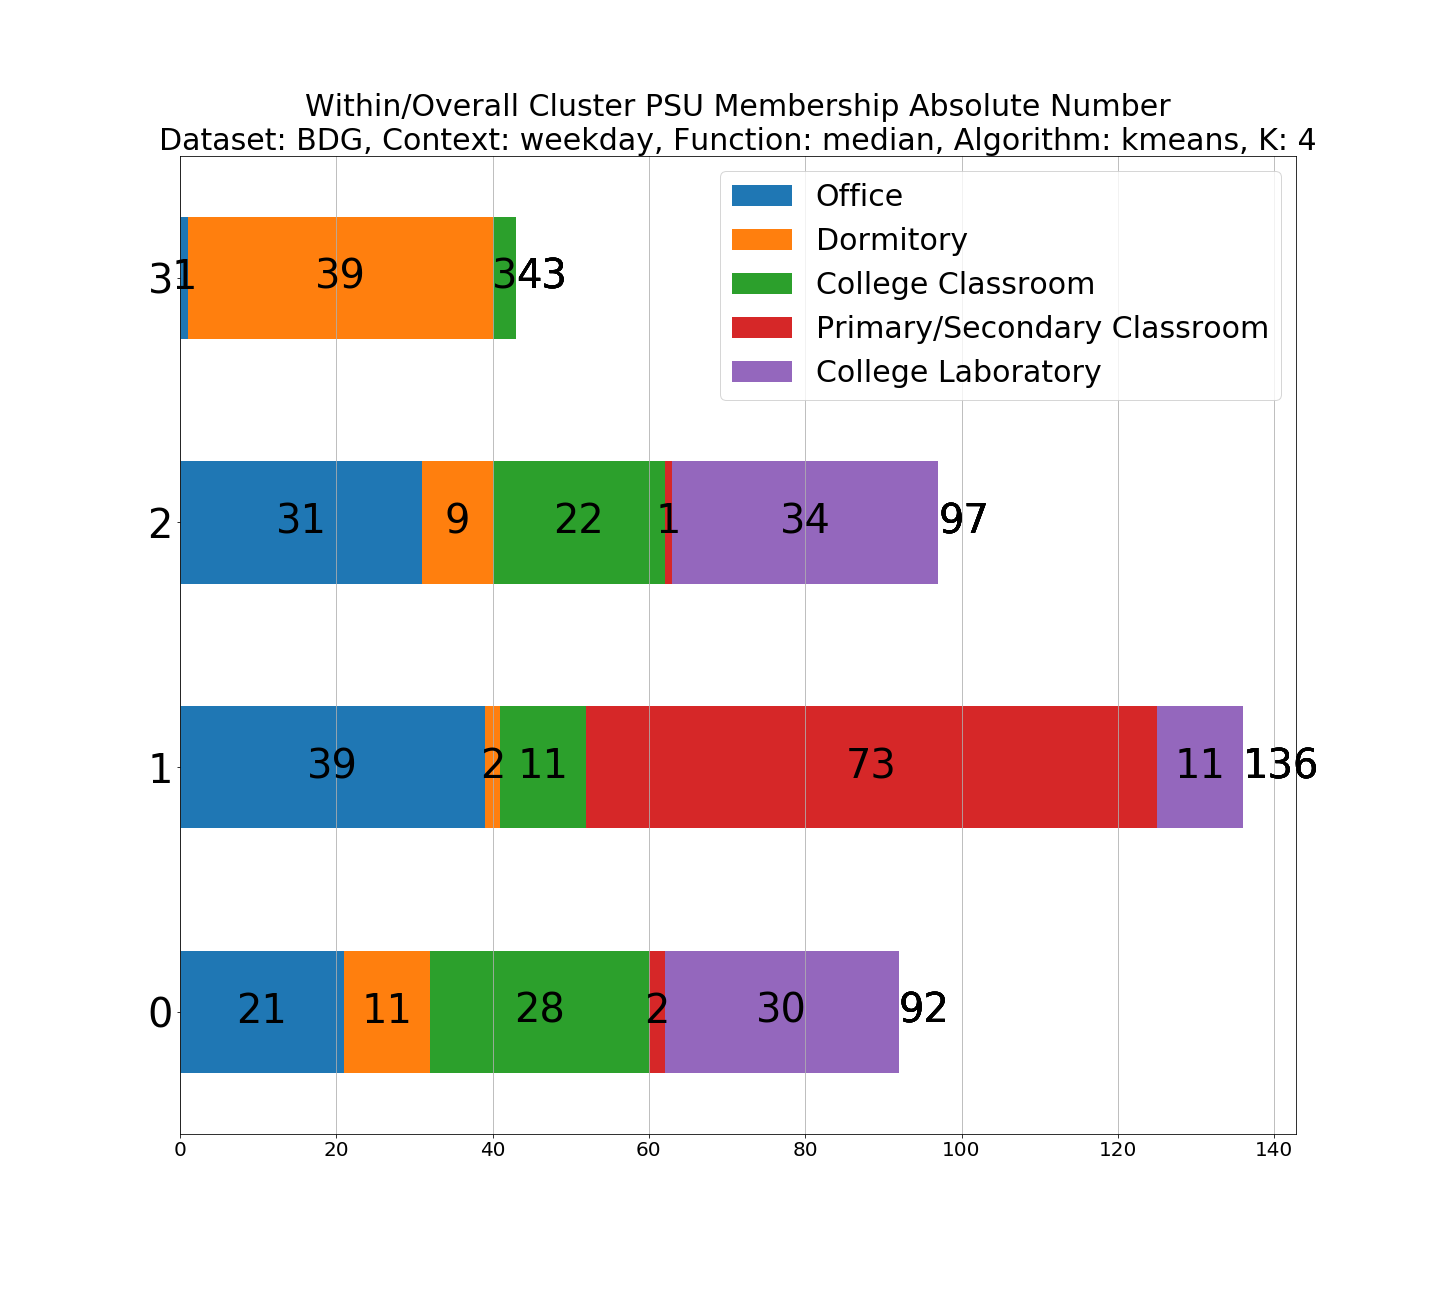 Within/Overall Cluster PSU Membership Absolute Number
Dataset: BDG, Context: weekday, Function: median, Algorithm: kmeans, K: 4
Office
Dormitory
College Classroom
Primary/Secondary Classroom
College Laboratory
3 1 39 3 43
2 31 9 22 1 34 97
1 39 2 11 73 11 136
0 21 11 28 2 30 92
0 20 40 60 80 100 120 140